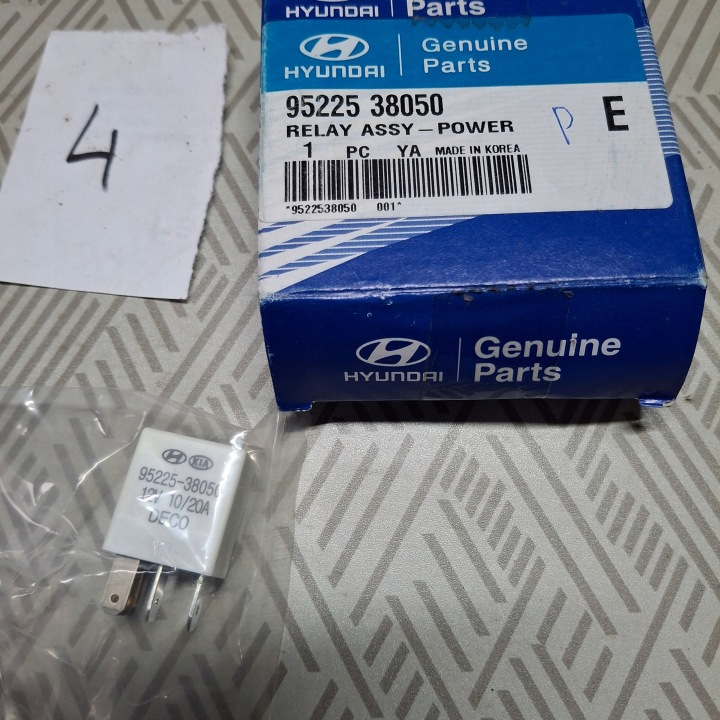 HYUNDAI Parts
HYUNDAI Genuine Parts
95225 38050
RELAY ASSY-POWER
P E
1 PC YA MADE IN KOREA
*9522538050 001*
HYUNDAI Genuine Parts
4
KIA
95225-38050
12V 10/20A
DECO